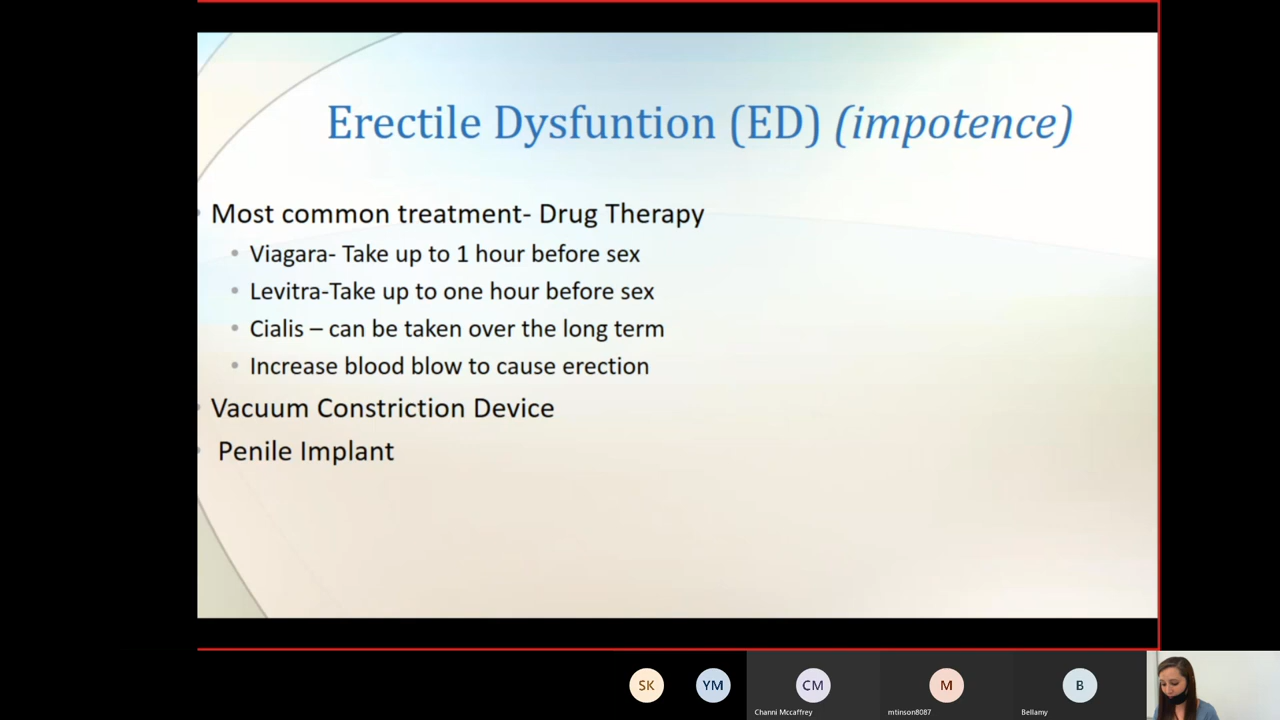 Erectile Dysfuntion (ED) (impotence)
• Most common treatment- Drug Therapy
• Viagara- Take up to 1 hour before sex
• Levitra-Take up to one hour before sex
• Cialis – can be taken over the long term
• Increase blood blow to cause erection
• Vacuum Constriction Device
• Penile Implant
SK YM CM M B
Channi Mccaffrey mtinson8087 Bellamy